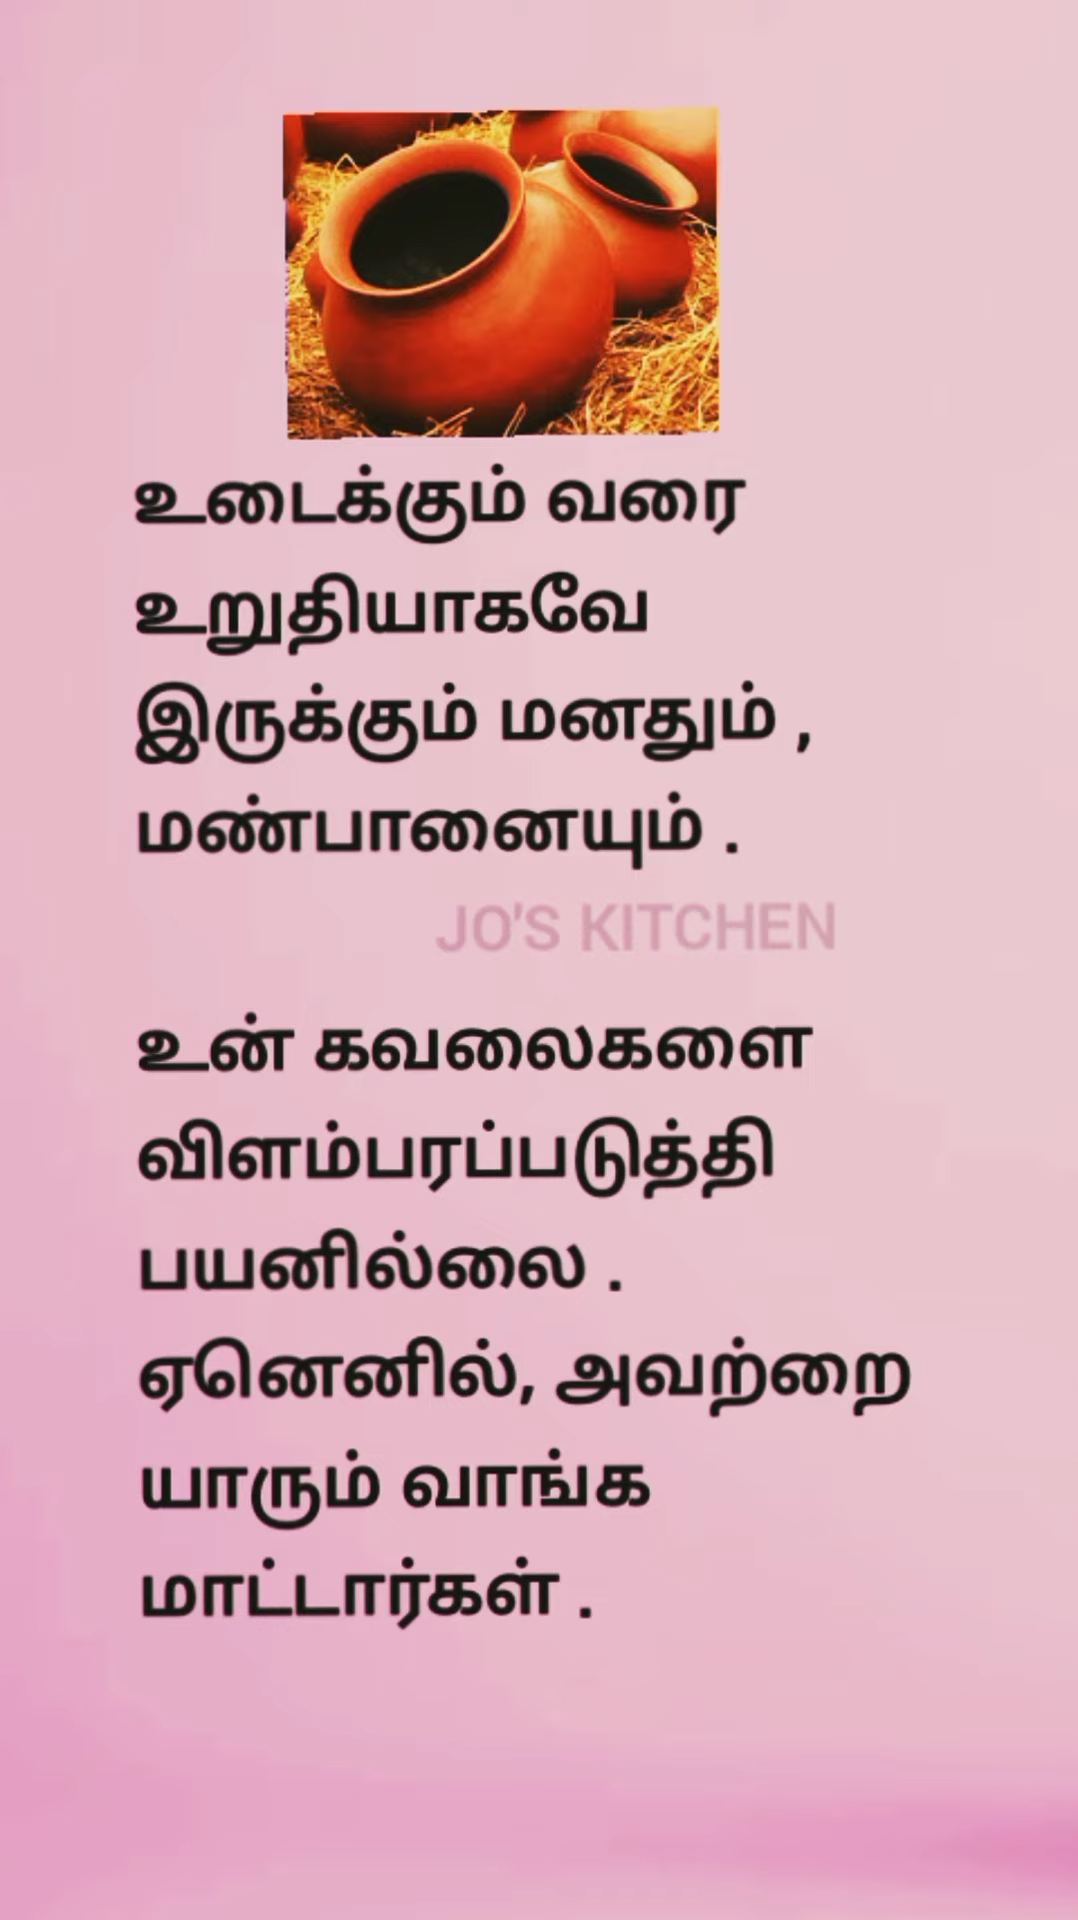 உடைக்கும் வரை
உறுதியாகவே
இருக்கும் மனதும் ,
மண்பானையும் .
JO'S KITCHEN
உன் கவலைகளை
விளம்பரப்படுத்தி
பயனில்லை .
ஏனெனில், அவற்றை
யாரும் வாங்க
மாட்டார்கள் .